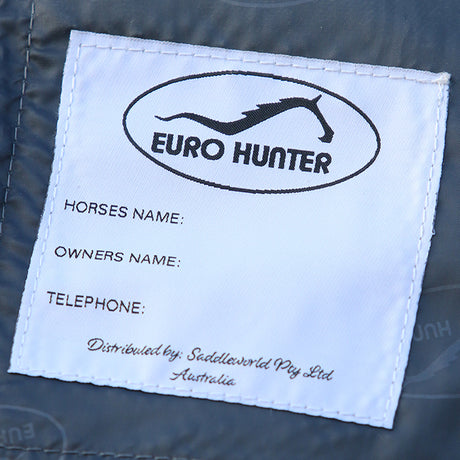 EURO HUNTER
HORSES NAME:
OWNERS NAME:
TELEPHONE:
Distributed by: Saddleworld Pty Ltd
Australia